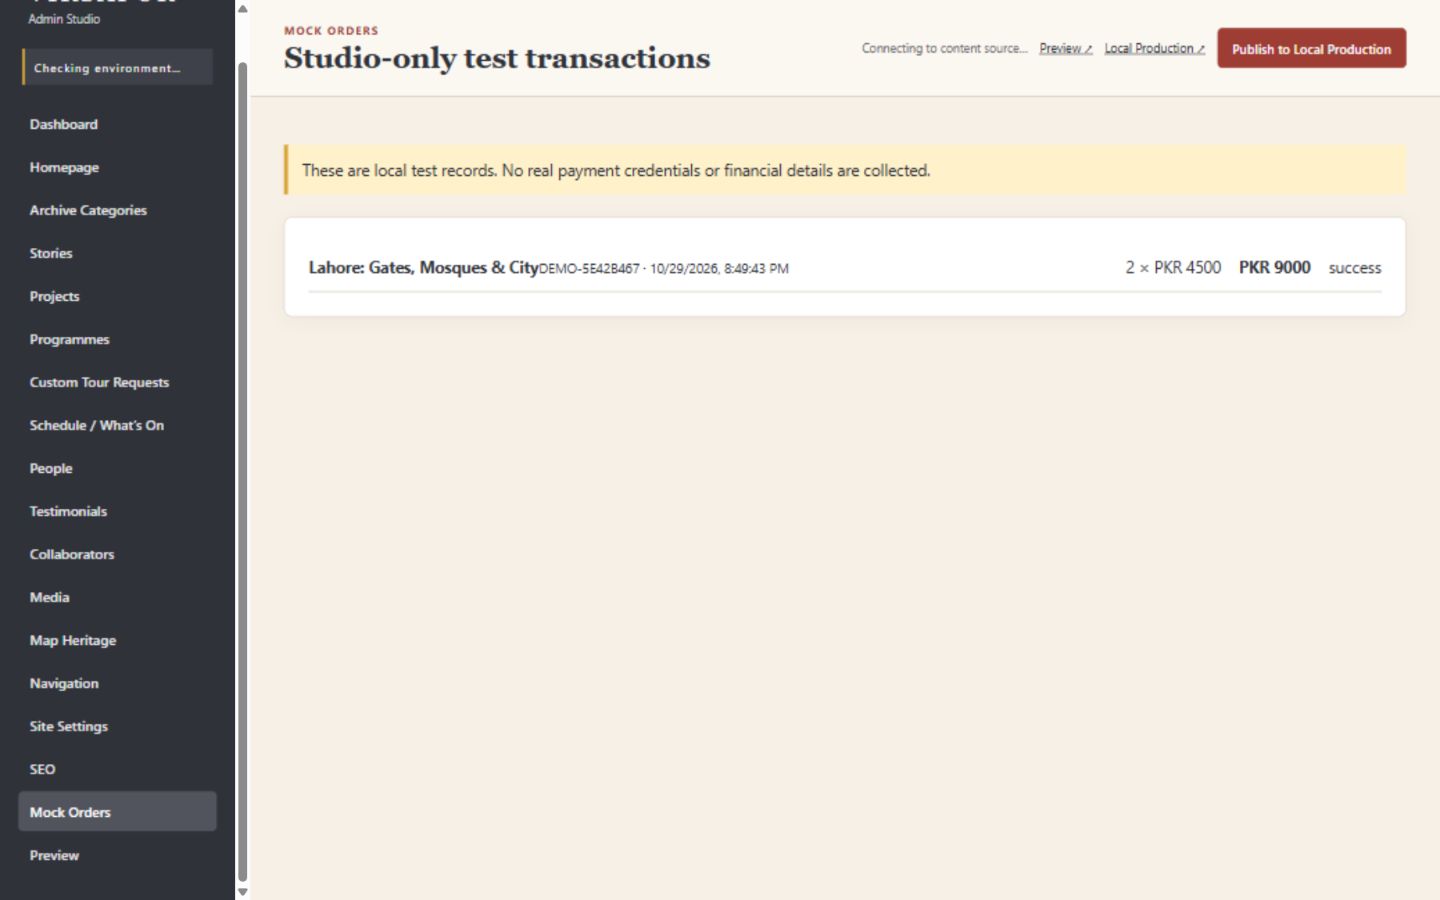 Admin Studio
Checking environment...
Dashboard
Homepage
Archive Categories
Stories
Projects
Programmes
Custom Tour Requests
Schedule / What's On
People
Testimonials
Collaborators
Media
Map Heritage
Navigation
Site Settings
SEO
Mock Orders
Preview
MOCK ORDERS
Studio-only test transactions
Connecting to content source... Preview ↗ Local Production ↗ Publish to Local Production
These are local test records. No real payment credentials or financial details are collected.
Lahore: Gates, Mosques & CityDEMO-5E42B467 · 10/29/2026, 8:49:43 PM 2 × PKR 4500 PKR 9000 success